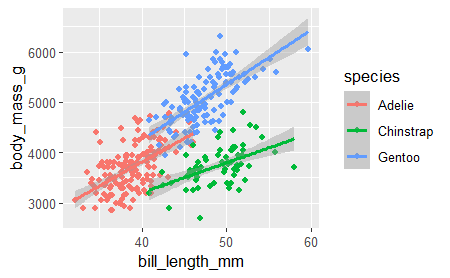 body_mass_g
6000
5000
4000
3000
40
50
60
bill_length_mm
species
Adelie
Chinstrap
Gentoo